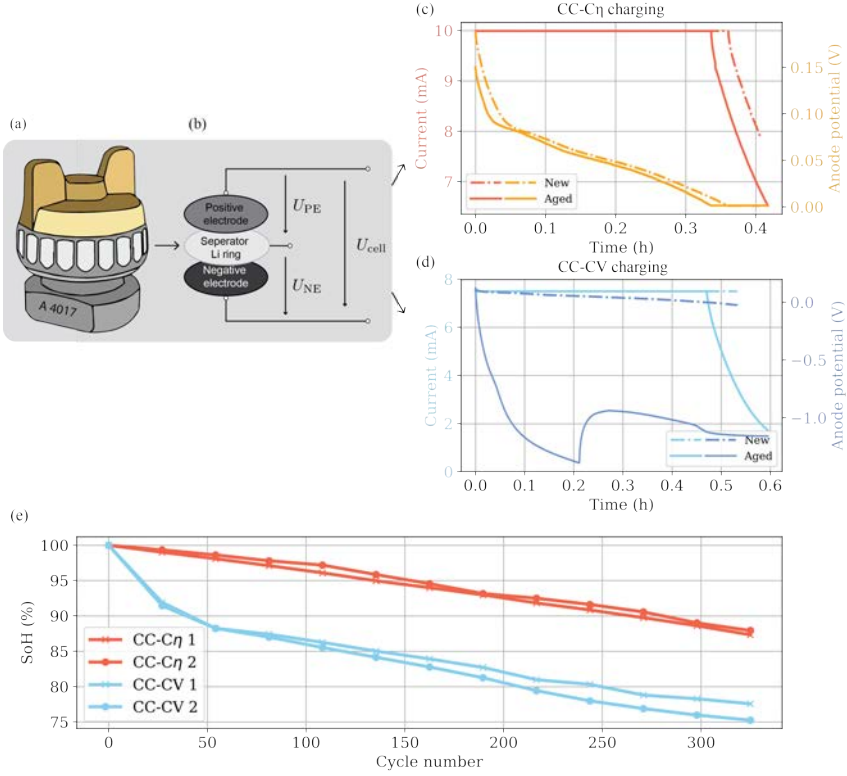 (a)
A 4017
(b)
Positive
electrode
Seperator
Li ring
Negative
electrode
U_PE
U_NE
U_cell
(c)
CC-Cη charging
10
9
8
7
Current (mA)
0.15
0.10
0.05
0.00
Anode potential (V)
New
Aged
0.0 0.1 0.2 0.3 0.4
Time (h)
(d)
CC-CV charging
8
6
4
2
0
Current (mA)
0.0
−0.5
−1.0
Anode potential (V)
New
Aged
0.0 0.1 0.2 0.3 0.4 0.5 0.6
Time (h)
(e)
100
95
90
85
80
75
SoH (%)
CC-Cη 1
CC-Cη 2
CC-CV 1
CC-CV 2
0 50 100 150 200 250 300
Cycle number